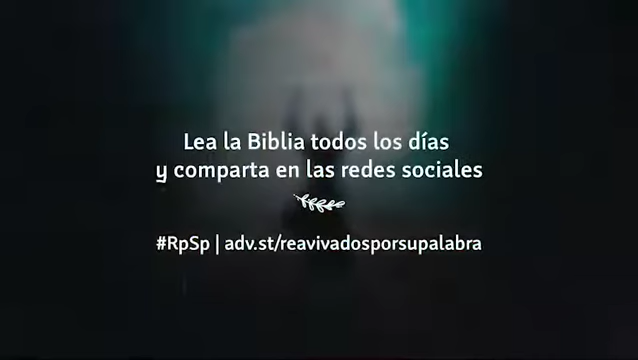 Lea la Biblia todos los días
y comparta en las redes sociales
#RpSp | adv.st/reavivadosporsupalabra